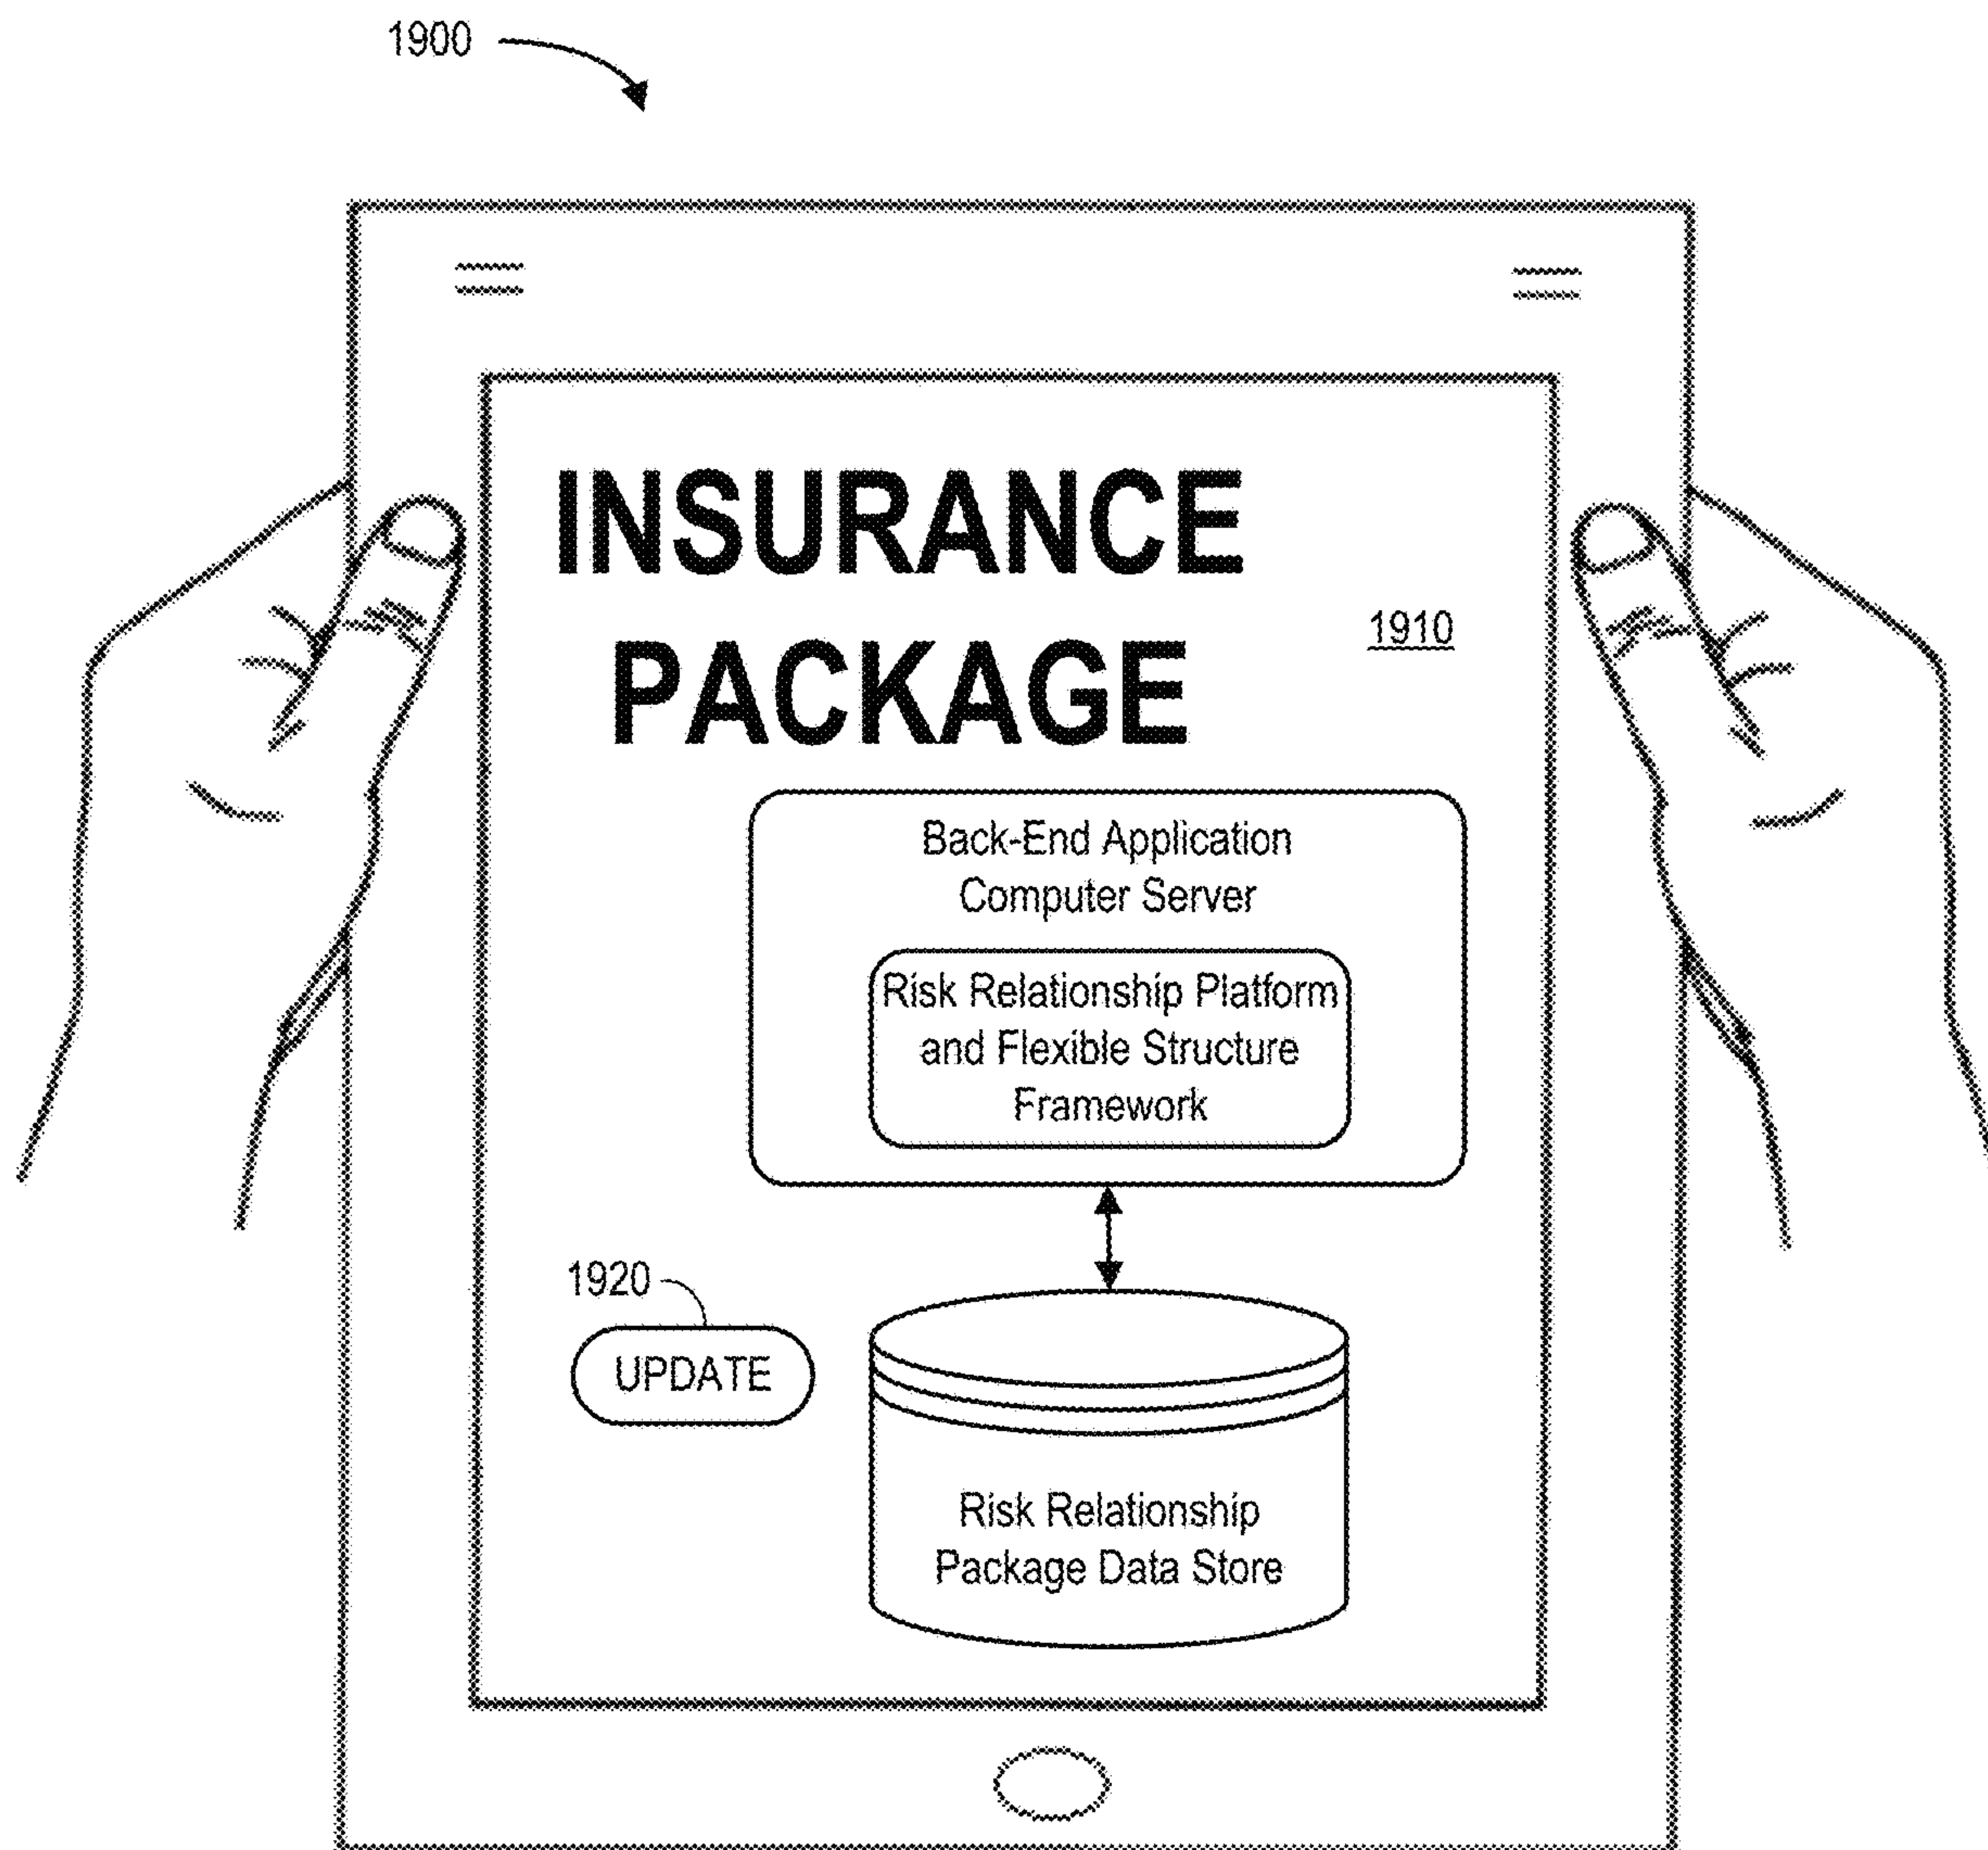 1900
INSURANCE
PACKAGE
1910
Back-End Application
Computer Server
Risk Relationship Platform
and Flexible Structure
Framework
1920
UPDATE
Risk Relationship
Package Data Store